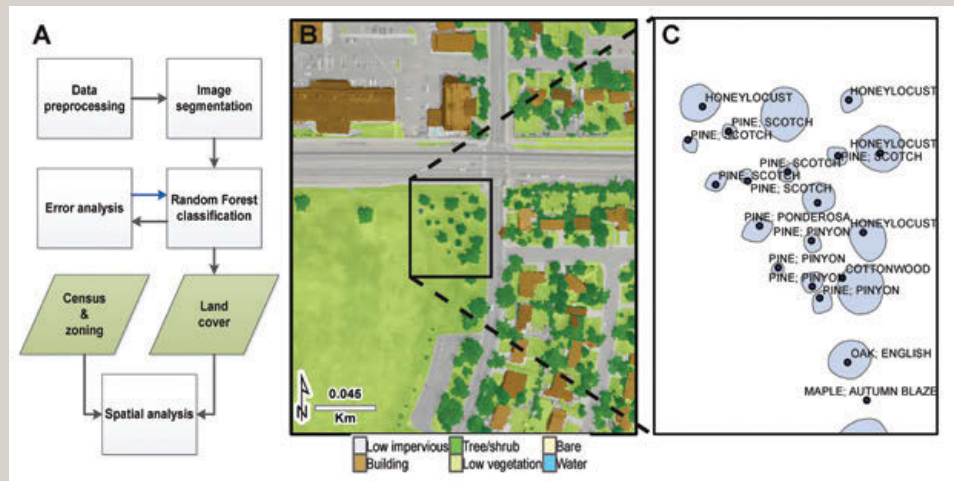 A
Data
preprocessing
Image
segmentation
Error analysis
Random Forest
classification
Census
&
zoning
Land
cover
Spatial analysis
B
N
0.045
Km
Low impervious
Tree/shrub
Bare
Building
Low vegetation
Water
C
HONEYLOCUST
HONEYLOCUST
PINE; SCOTCH
PINE; SCOTCH
HONEYLOCUST
PINE; SCOTCH
PINE; SCOTCH
PINE; SCOTCH
PINE; SCOTCH
PINE; PONDEROSA
PINE; PINYON
HONEYLOCUST
PINE; PINYON
COTTONWOOD
PINE; PINYON
PINE; PINYON
OAK; ENGLISH
MAPLE; AUTUMN BLAZE